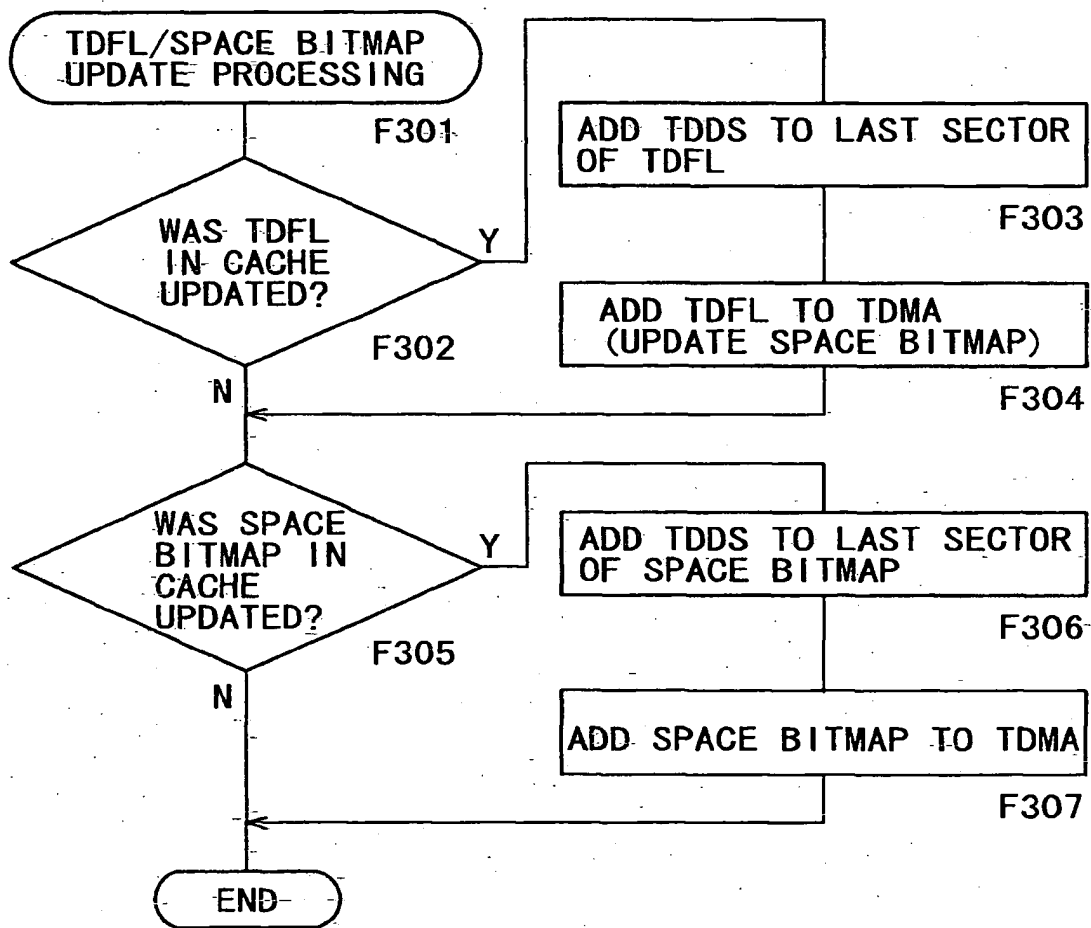 TDFL/SPACE BITMAP
UPDATE PROCESSING
F301
WAS TDFL
IN CACHE
UPDATED?
Y
F302
N
ADD TDDS TO LAST SECTOR
OF TDFL
F303
ADD TDFL TO TDMA
(UPDATE SPACE BITMAP)
F304
WAS SPACE
BITMAP IN
CACHE
UPDATED?
Y
F305
N
ADD TDDS TO LAST SECTOR
OF SPACE BITMAP
F306
ADD SPACE BITMAP TO TDMA
F307
END